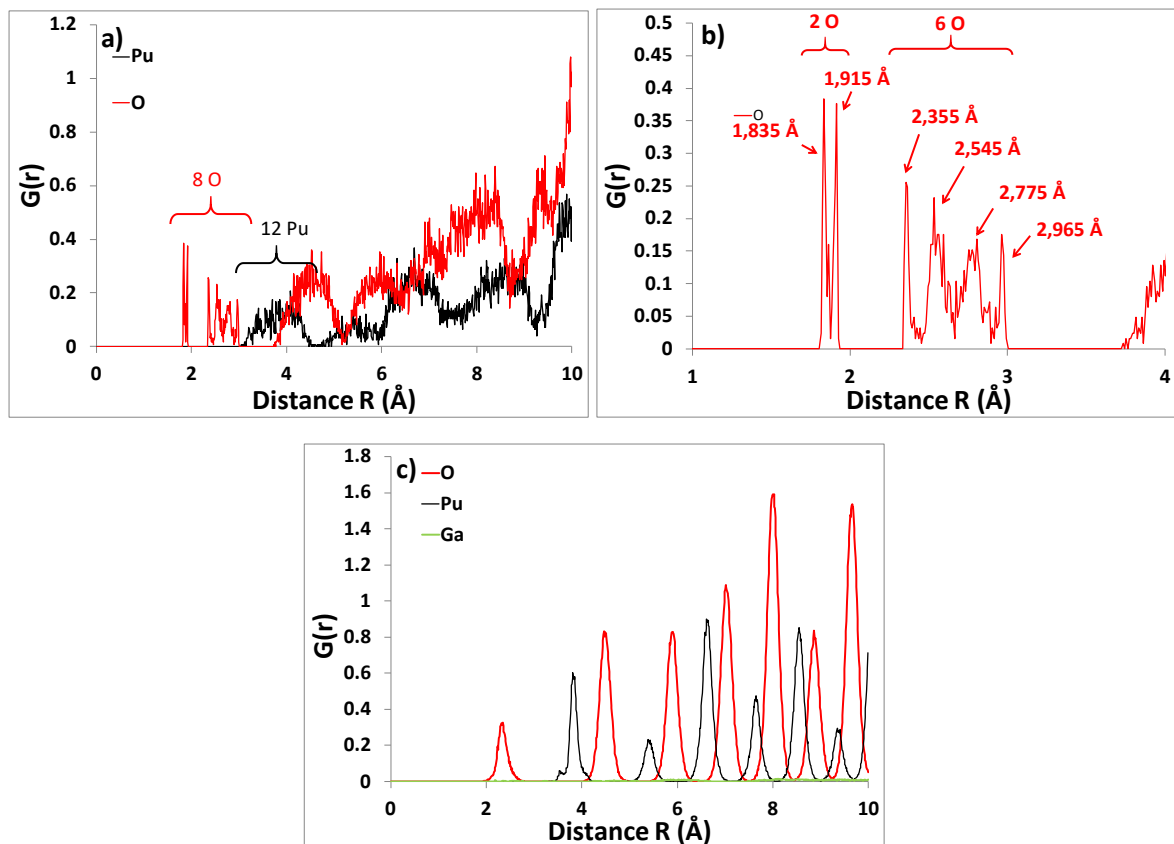 a)
Pu
O
8 O
12 Pu
G(r)
1.2
1
0.8
0.6
0.4
0.2
0
0 2 4 6 8 10
Distance R (Å)
b)
2 O
6 O
1,915 Å
O
1,835 Å
2,355 Å
2,545 Å
2,775 Å
2,965 Å
G(r)
0.5
0.45
0.4
0.35
0.3
0.25
0.2
0.15
0.1
0.05
0
1 2 3 4
Distance R (Å)
c)
O
Pu
Ga
G(r)
1.8
1.6
1.4
1.2
1
0.8
0.6
0.4
0.2
0
0 2 4 6 8 10
Distance R (Å)